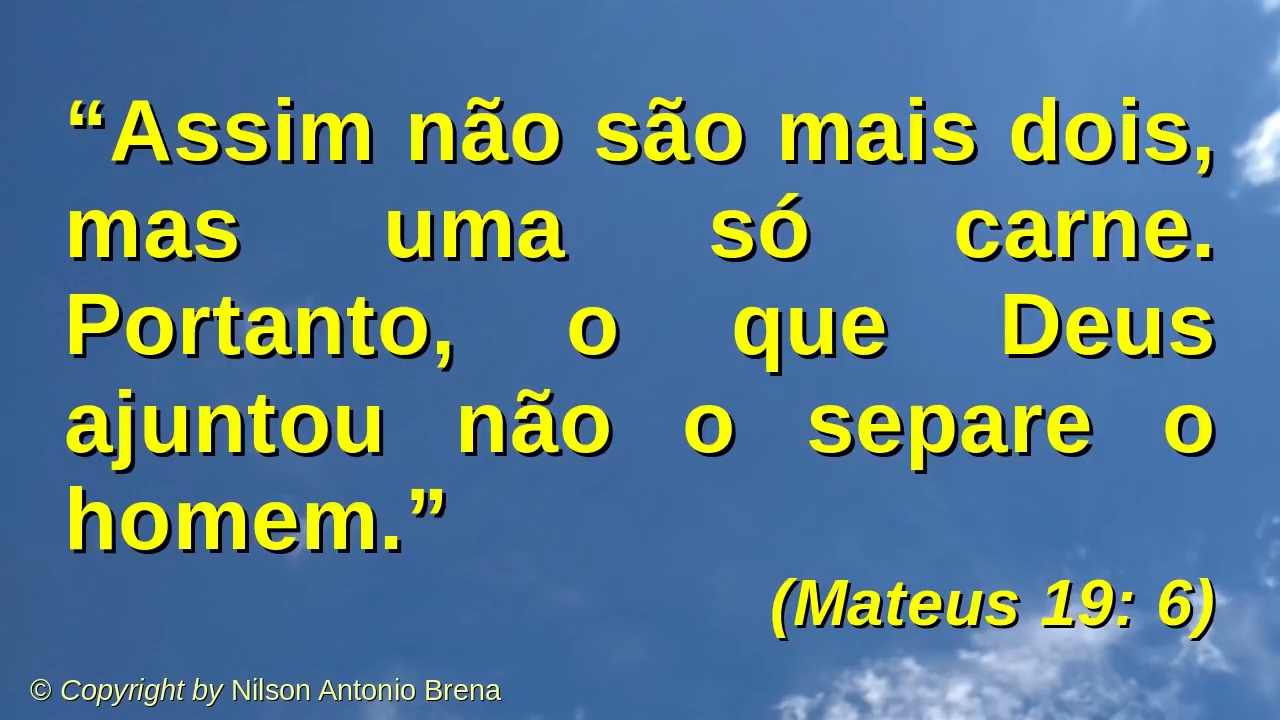 “Assim não são mais dois,
mas uma só carne.
Portanto, o que Deus
ajuntou não o separe o
homem.”
(Mateus 19: 6)
© Copyright by Nilson Antonio Brena